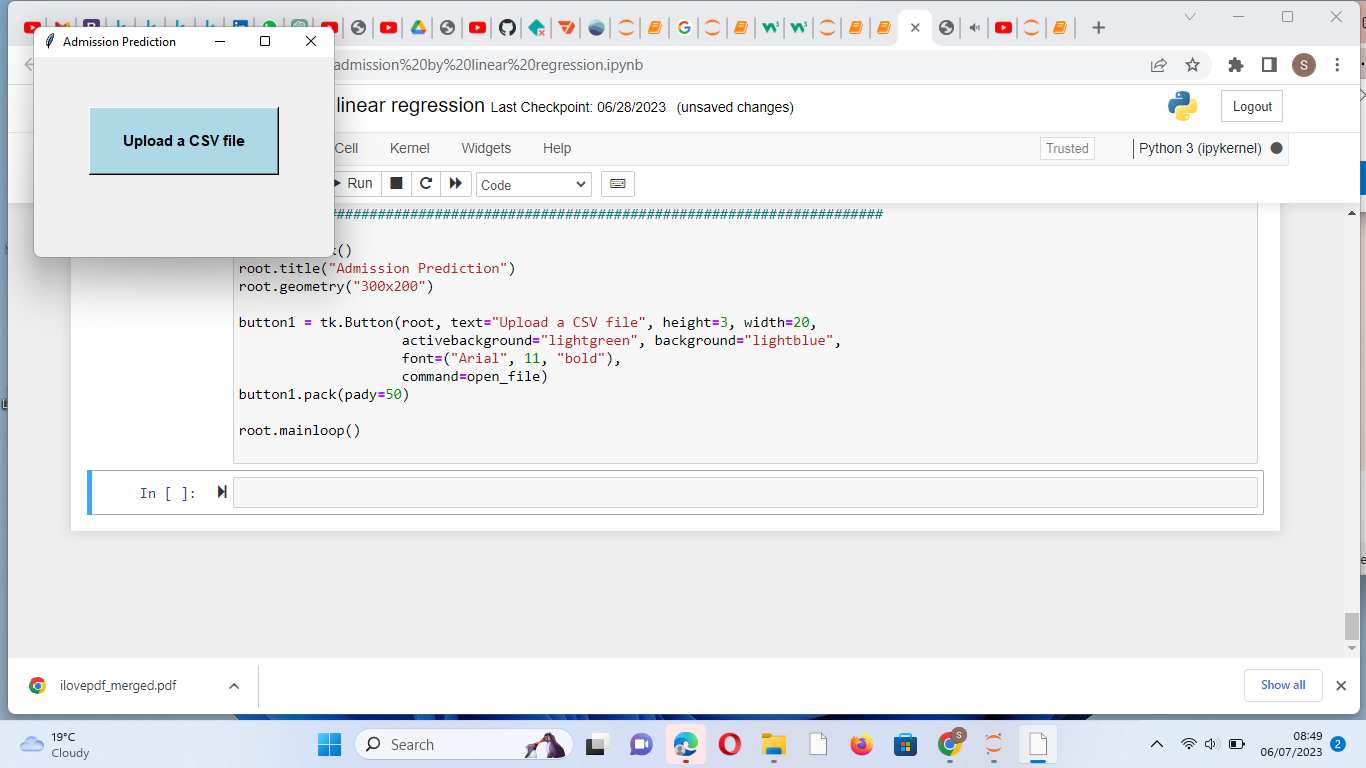 Admission Prediction
Upload a CSV file
admission%20by%20linear%20regression.ipynb
S
linear regression Last Checkpoint: 06/28/2023 (unsaved changes)
Logout
Cell Kernel Widgets Help
Trusted
Python 3 (ipykernel)
Run
Code
()
root.title("Admission Prediction")
root.geometry("300x200")
button1 = tk.Button(root, text="Upload a CSV file", height=3, width=20,
activebackground="lightgreen", background="lightblue",
font=("Arial", 11, "bold"),
command=open_file)
button1.pack(pady=50)
root.mainloop()
In [ ]:
ilovepdf_merged.pdf
Show all
19°C
Cloudy
Search
S
08:49
06/07/2023
2